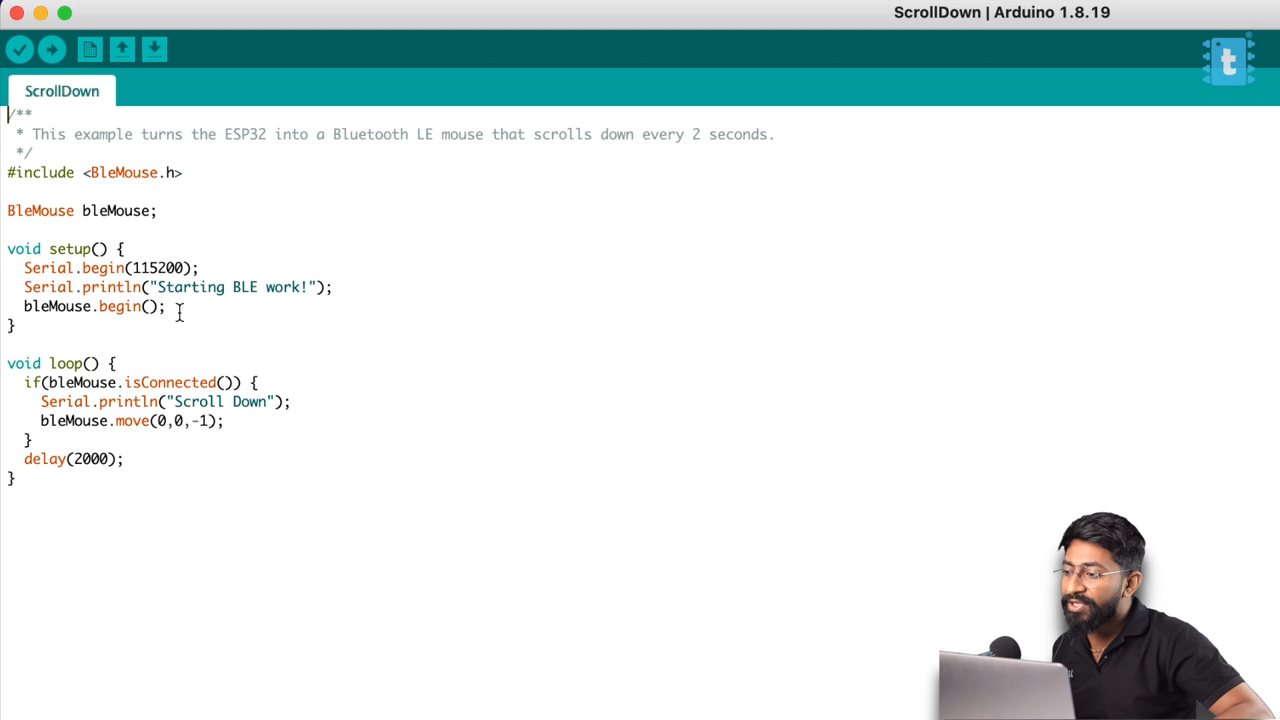 ScrollDown | Arduino 1.8.19
t
ScrollDown
/**
 * This example turns the ESP32 into a Bluetooth LE mouse that scrolls down every 2 seconds.
 */
#include <BleMouse.h>
BleMouse bleMouse;
void setup() {
  Serial.begin(115200);
  Serial.println("Starting BLE work!");
  bleMouse.begin();
}
void loop() {
  if(bleMouse.isConnected()) {
    Serial.println("Scroll Down");
    bleMouse.move(0,0,-1);
  }
  delay(2000);
}